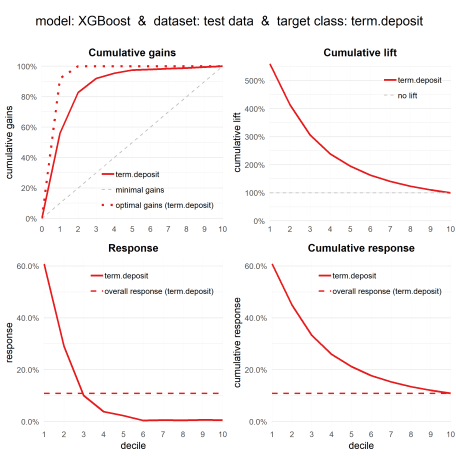 model: XGBoost & dataset: test data & target class: term.deposit
Cumulative gains
cumulative gains
100%
80%
60%
40%
20%
0%
term.deposit
minimal gains
optimal gains (term.deposit)
0 1 2 3 4 5 6 7 8 9 10
Cumulative lift
cumulative lift
500%
400%
300%
200%
100%
0%
term.deposit
no lift
1 2 3 4 5 6 7 8 9 10
Response
response
60.0%
40.0%
20.0%
0.0%
term.deposit
overall response (term.deposit)
1 2 3 4 5 6 7 8 9 10
decile
Cumulative response
cumulative response
60.0%
40.0%
20.0%
0.0%
term.deposit
overall response (term.deposit)
1 2 3 4 5 6 7 8 9 10
decile